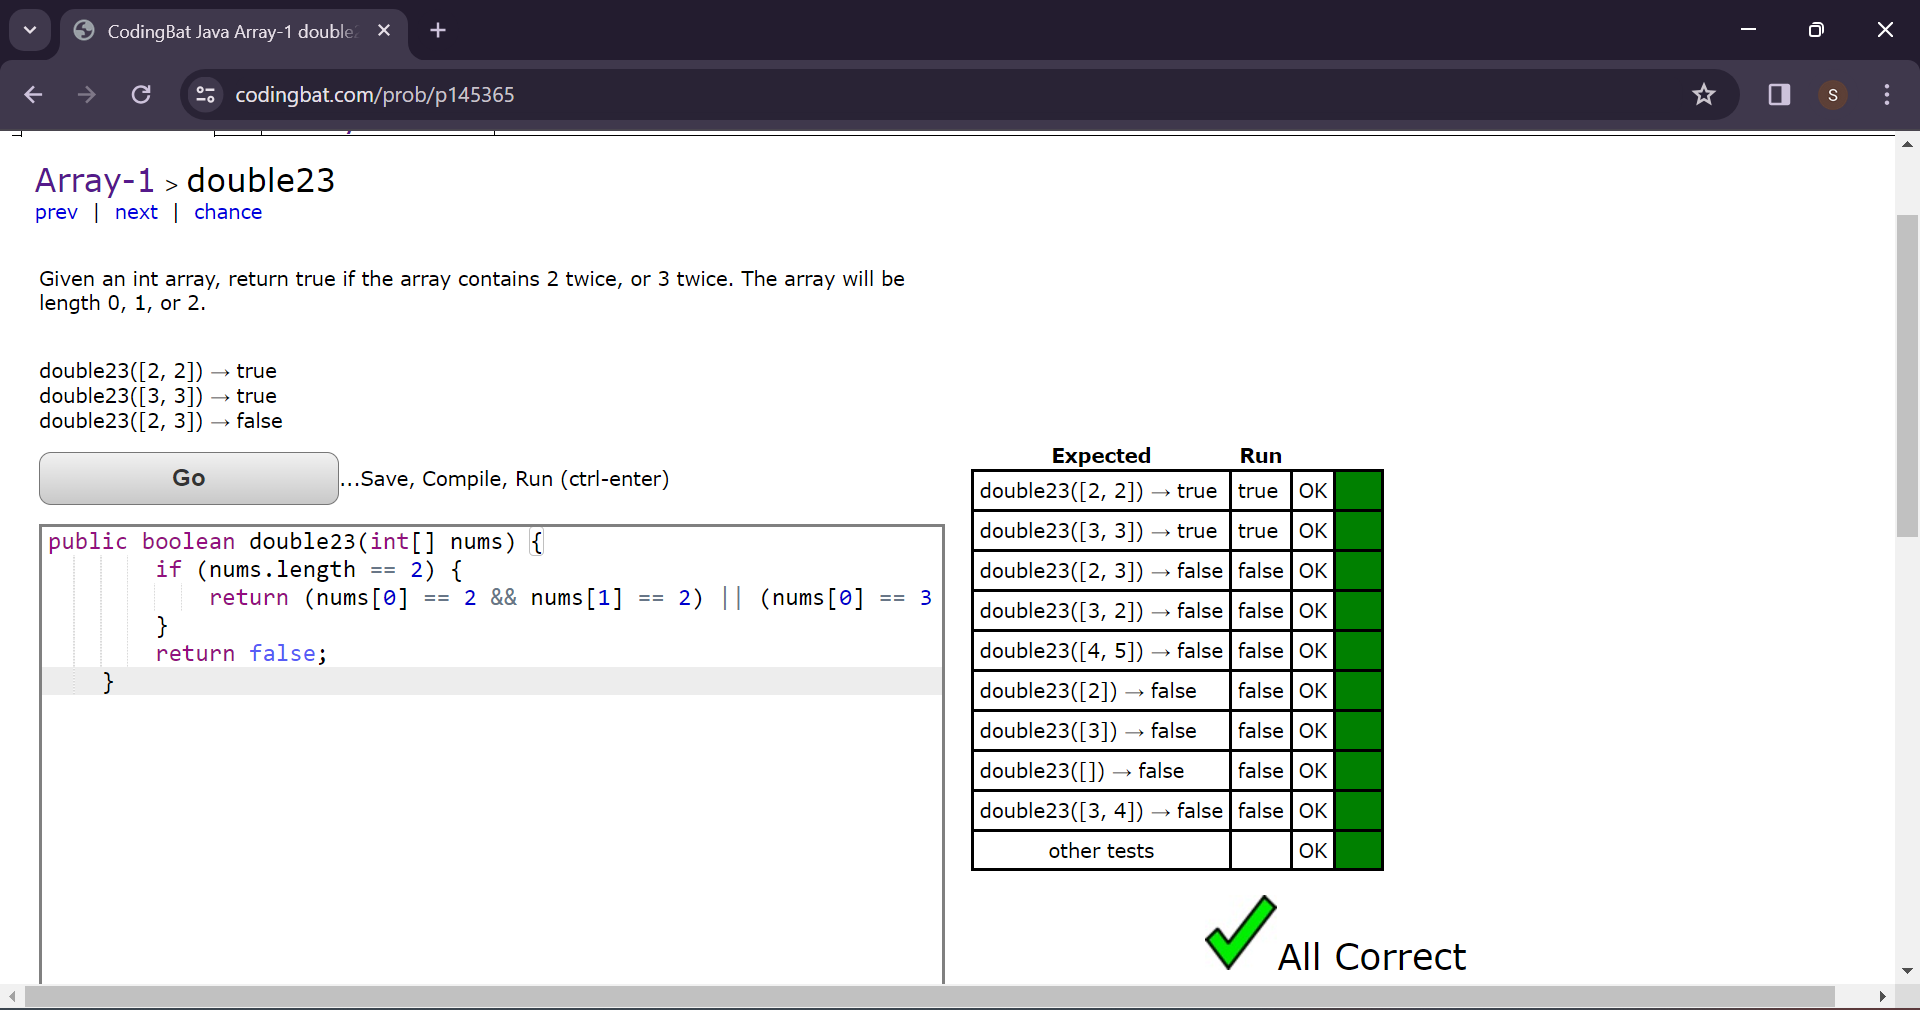 CodingBat Java Array-1 double
codingbat.com/prob/p145365
S
Array-1 > double23
prev | next | chance
Given an int array, return true if the array contains 2 twice, or 3 twice. The array will be
length 0, 1, or 2.
double23([2, 2]) → true
double23([3, 3]) → true
double23([2, 3]) → false
Go ...Save, Compile, Run (ctrl-enter)
public boolean double23(int[] nums) {
if (nums.length == 2) {
return (nums[0] == 2 && nums[1] == 2) || (nums[0] == 3
}
return false;
}
Expected Run
double23([2, 2]) → true true OK
double23([3, 3]) → true true OK
double23([2, 3]) → false false OK
double23([3, 2]) → false false OK
double23([4, 5]) → false false OK
double23([2]) → false false OK
double23([3]) → false false OK
double23([]) → false false OK
double23([3, 4]) → false false OK
other tests OK
All Correct